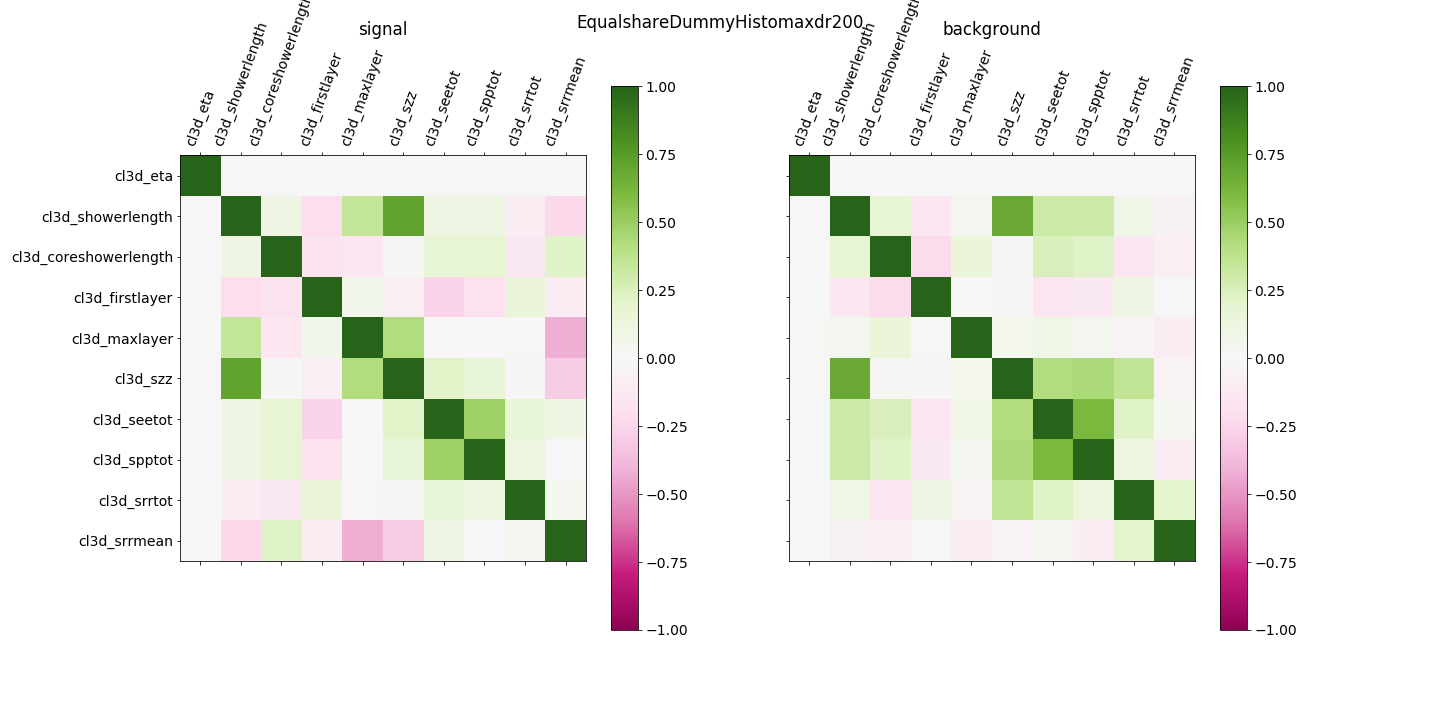 EqualshareDummyHistomaxdr200
signal
background
cl3d_eta
cl3d_showerlength
cl3d_coreshowerlength
cl3d_firstlayer
cl3d_maxlayer
cl3d_szz
cl3d_seetot
cl3d_spptot
cl3d_srrtot
cl3d_srrmean
cl3d_eta
cl3d_showerlength
cl3d_coreshowerlength
cl3d_firstlayer
cl3d_maxlayer
cl3d_szz
cl3d_seetot
cl3d_spptot
cl3d_srrtot
cl3d_srrmean
cl3d_eta
cl3d_showerlength
cl3d_coreshowerlength
cl3d_firstlayer
cl3d_maxlayer
cl3d_szz
cl3d_seetot
cl3d_spptot
cl3d_srrtot
cl3d_srrmean
1.00
0.75
0.50
0.25
0.00
−0.25
−0.50
−0.75
−1.00
1.00
0.75
0.50
0.25
0.00
−0.25
−0.50
−0.75
−1.00